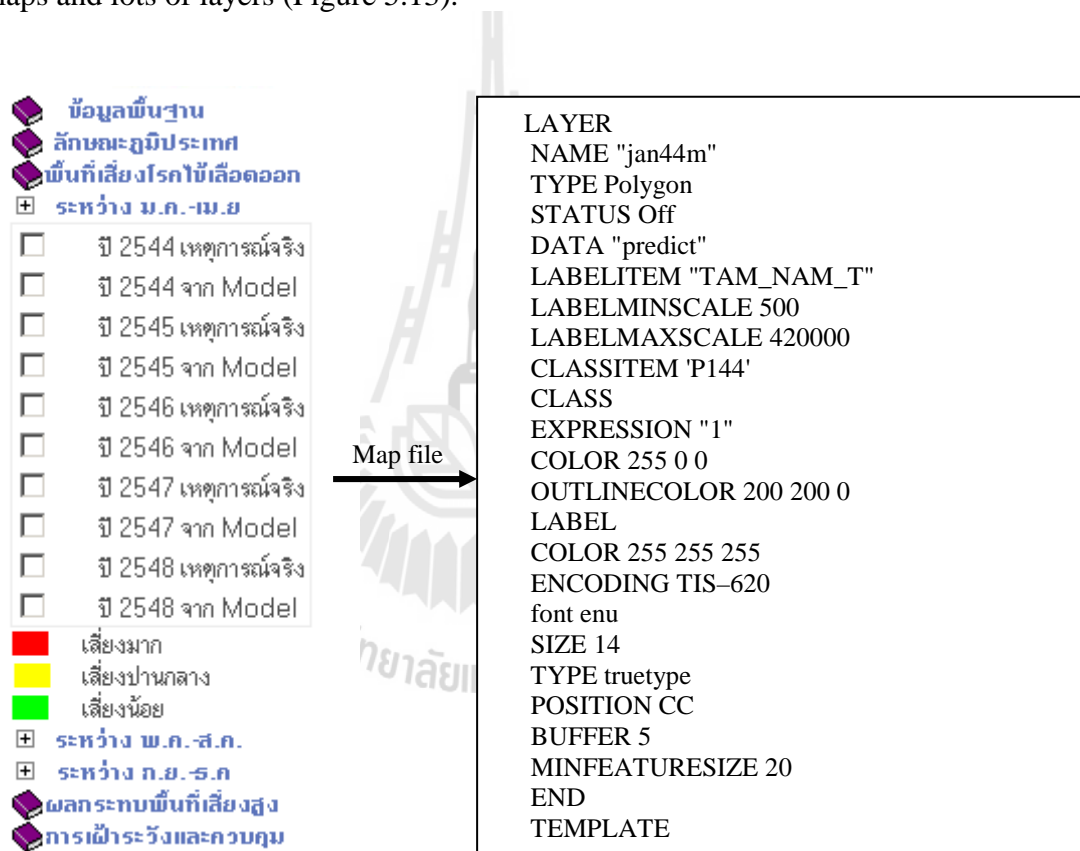 aps and lots of layers (Figure 5.13).
ข้อมูลพื้นฐาน
ลักษณะภูมิประเทศ
พื้นที่เสี่ยงโรคไข้เลือดออก
ระหว่าง ม.ค.-เม.ย
ปี 2544 เหตุการณ์จริง
ปี 2544 จาก Model
ปี 2545 เหตุการณ์จริง
ปี 2545 จาก Model
ปี 2546 เหตุการณ์จริง
ปี 2546 จาก Model
ปี 2547 เหตุการณ์จริง
ปี 2547 จาก Model
ปี 2548 เหตุการณ์จริง
ปี 2548 จาก Model
เสี่ยงมาก
เสี่ยงปานกลาง
เสี่ยงน้อย
ระหว่าง พ.ค.-ส.ค.
ระหว่าง ก.ย.-ธ.ค
ผลกระทบพื้นที่เสี่ยงสูง
การเฝ้าระวังและควบคุม
Map file
LAYER
NAME "jan44m"
TYPE Polygon
STATUS Off
DATA "predict"
LABELITEM "TAM_NAM_T"
LABELMINSCALE 500
LABELMAXSCALE 420000
CLASSITEM 'P144'
CLASS
EXPRESSION "1"
COLOR 255 0 0
OUTLINECOLOR 200 200 0
LABEL
COLOR 255 255 255
ENCODING TIS–620
font enu
SIZE 14
TYPE truetype
POSITION CC
BUFFER 5
MINFEATURESIZE 20
END
TEMPLATE